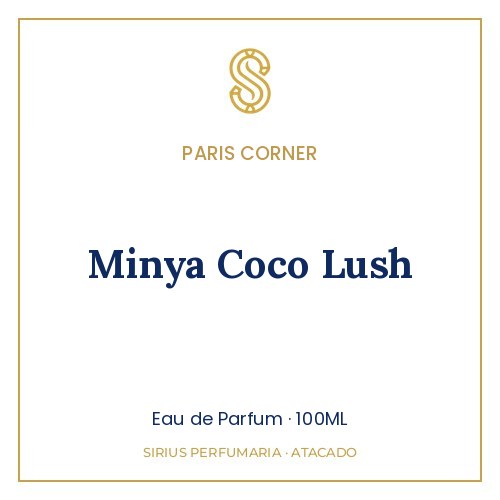 PARIS CORNER
Minya Coco Lush
Eau de Parfum · 100ML
SIRIUS PERFUMARIA · ATACADO